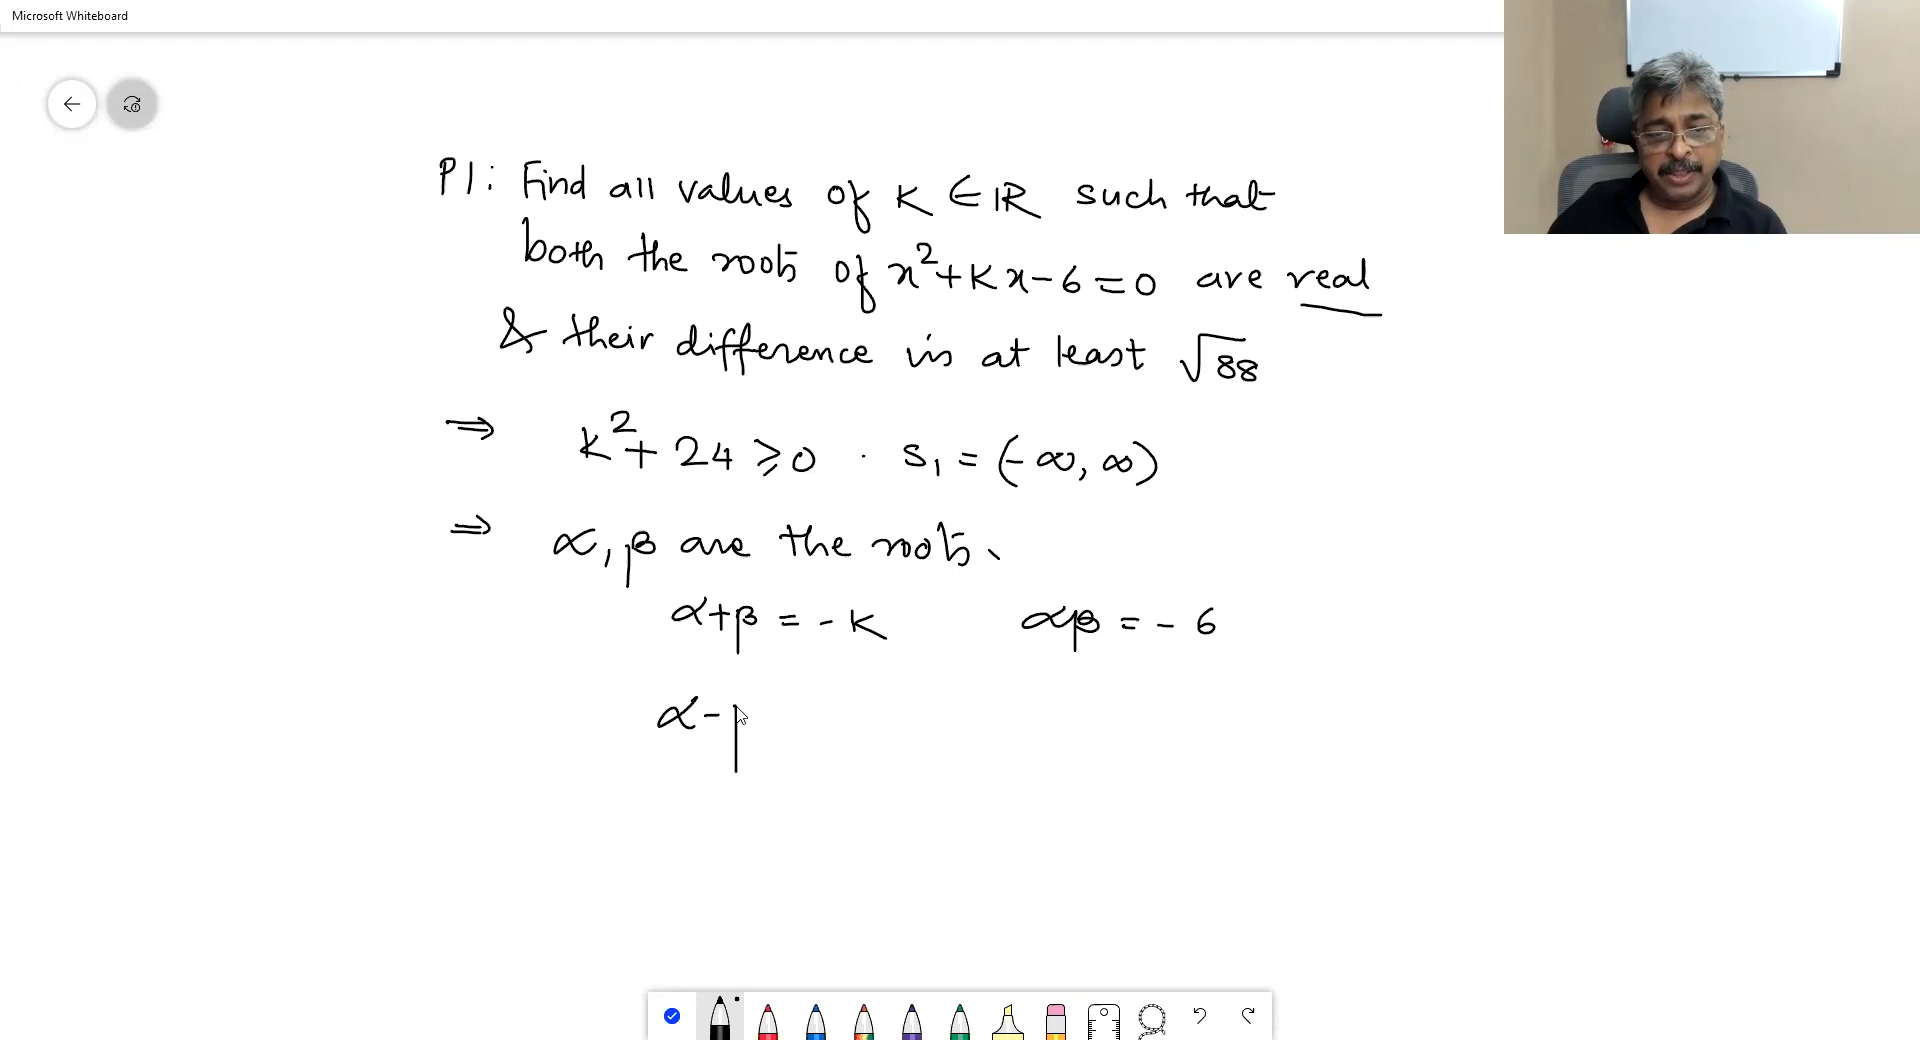 Microsoft Whiteboard
P1: Find all values of K ∈ ℝ such that
both the roots of x²+Kx-6=0 are real
& their difference is at least √88
⇒ K²+24 ⩾ 0 . S₁ = (-∞, ∞)
⇒ α, β are the roots.
α+β = -K αβ = -6
α-β